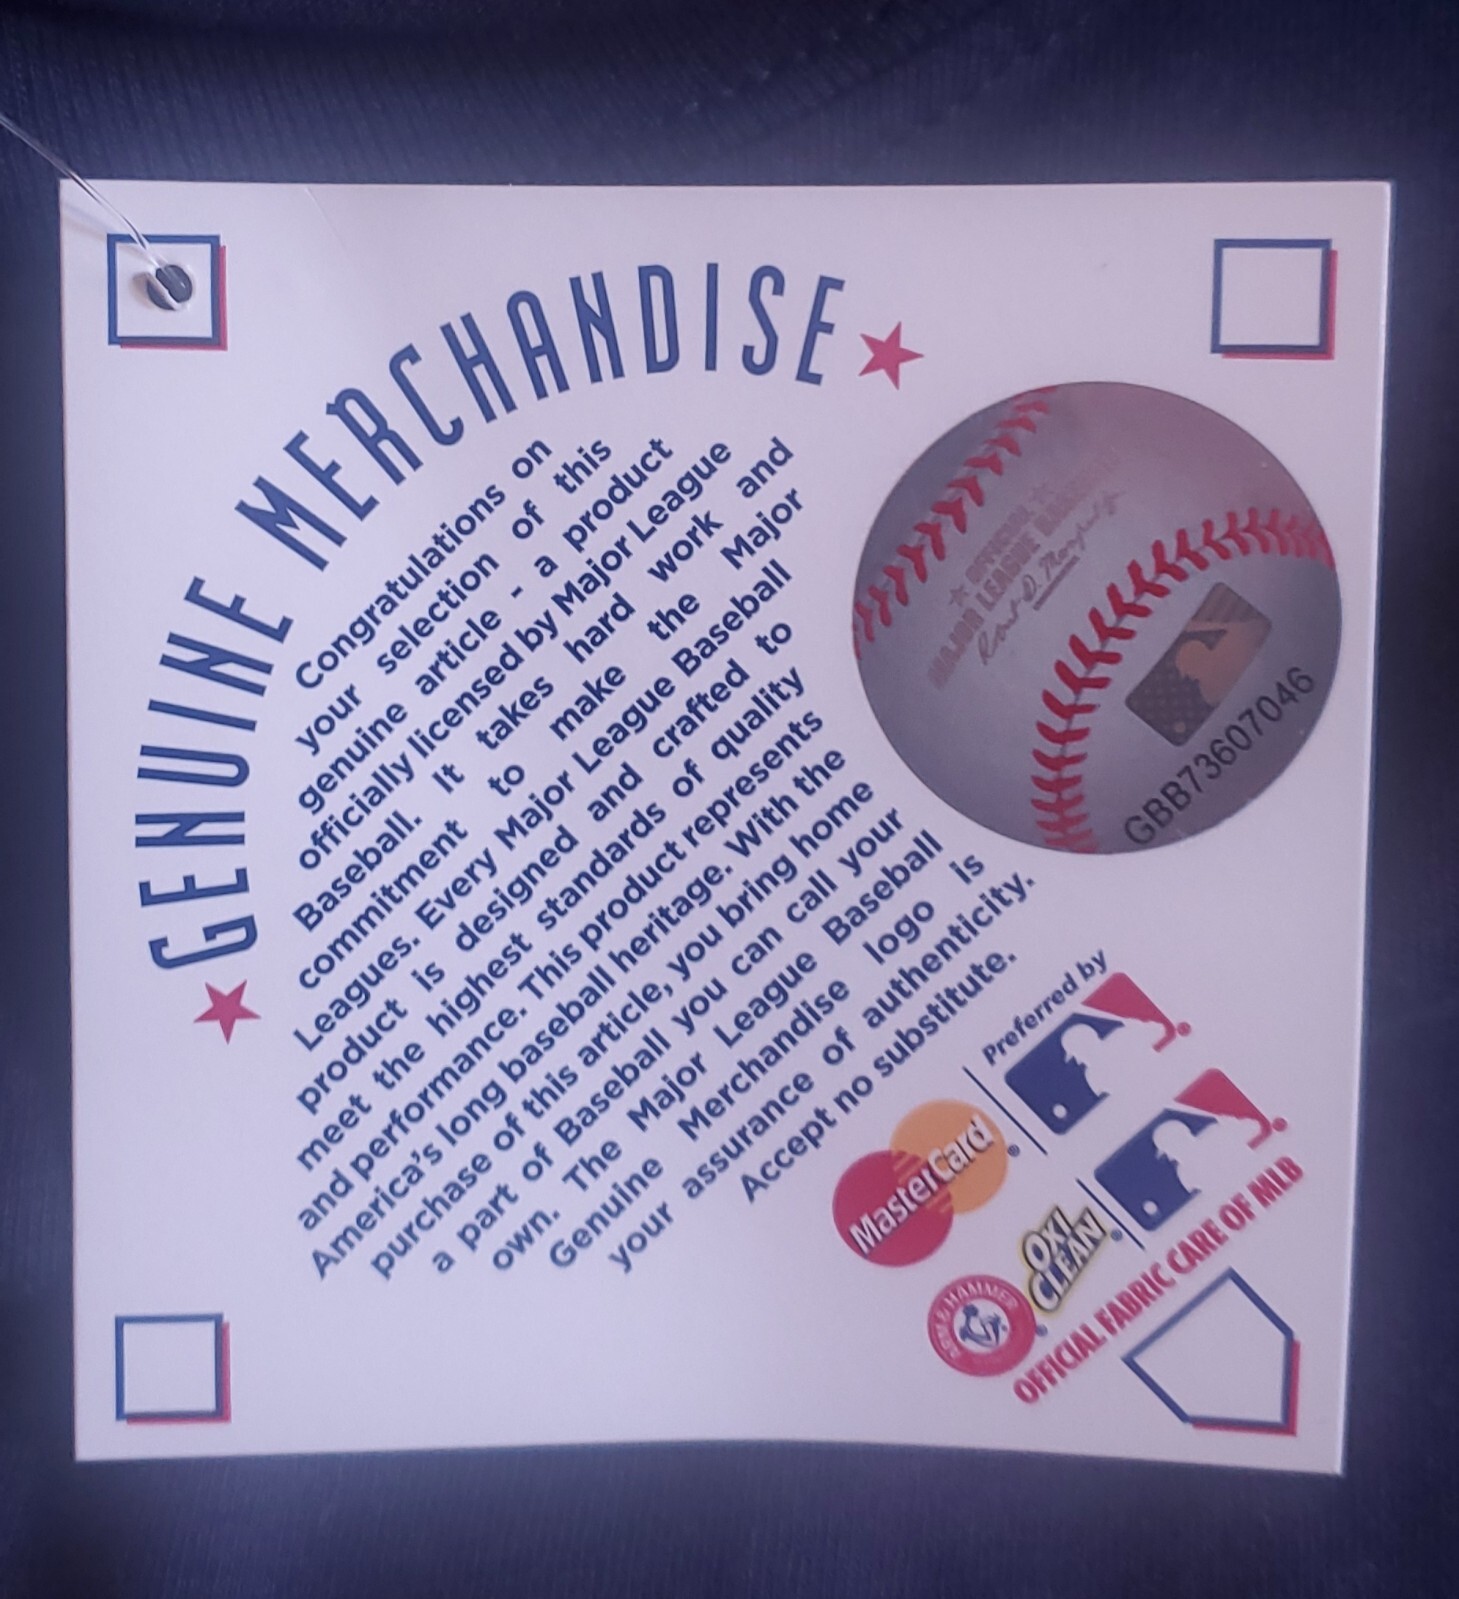 GENUINE MERCHANDISE
Congratulations on
your selection of this
genuine article - a product
officially licensed by Major League
Baseball. It takes hard work and
commitment to make the Major
Leagues. Every Major League Baseball
product is designed and crafted to
meet the highest standards of quality
and performance. This product represents
America's long baseball heritage. With the
purchase of this article, you bring home
a part of Baseball you can call your
own. The Major League Baseball
Genuine Merchandise logo is
your assurance of authenticity.
Accept no substitute.
OFFICIAL
MAJOR LEAGUE
GBB73607046
Preferred by
MasterCard®
®
ARM & HAMMER
OXI
CLEAN®
®
OFFICIAL FABRIC CARE OF MLB